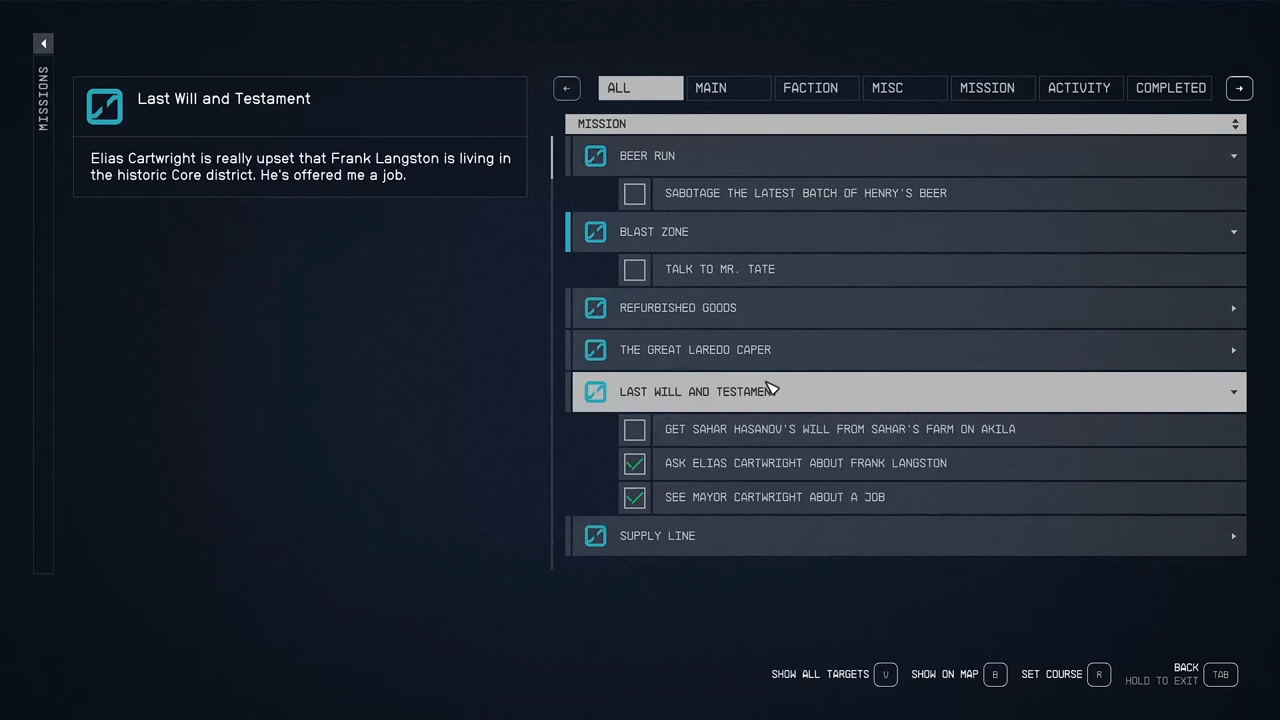 MISSIONS
Last Will and Testament
Elias Cartwright is really upset that Frank Langston is living in
the historic Core district. He's offered me a job.
ALL
MAIN
FACTION
MISC
MISSION
ACTIVITY
COMPLETED
MISSION
BEER RUN
SABOTAGE THE LATEST BATCH OF HENRY'S BEER
BLAST ZONE
TALK TO MR. TATE
REFURBISHED GOODS
THE GREAT LAREDO CAPER
LAST WILL AND TESTAMENT
GET SAHAR HASANOV'S WILL FROM SAHAR'S FARM ON AKILA
ASK ELIAS CARTWRIGHT ABOUT FRANK LANGSTON
SEE MAYOR CARTWRIGHT ABOUT A JOB
SUPPLY LINE
SHOW ALL TARGETS V
SHOW ON MAP B
SET COURSE R
BACK
HOLD TO EXIT
TAB